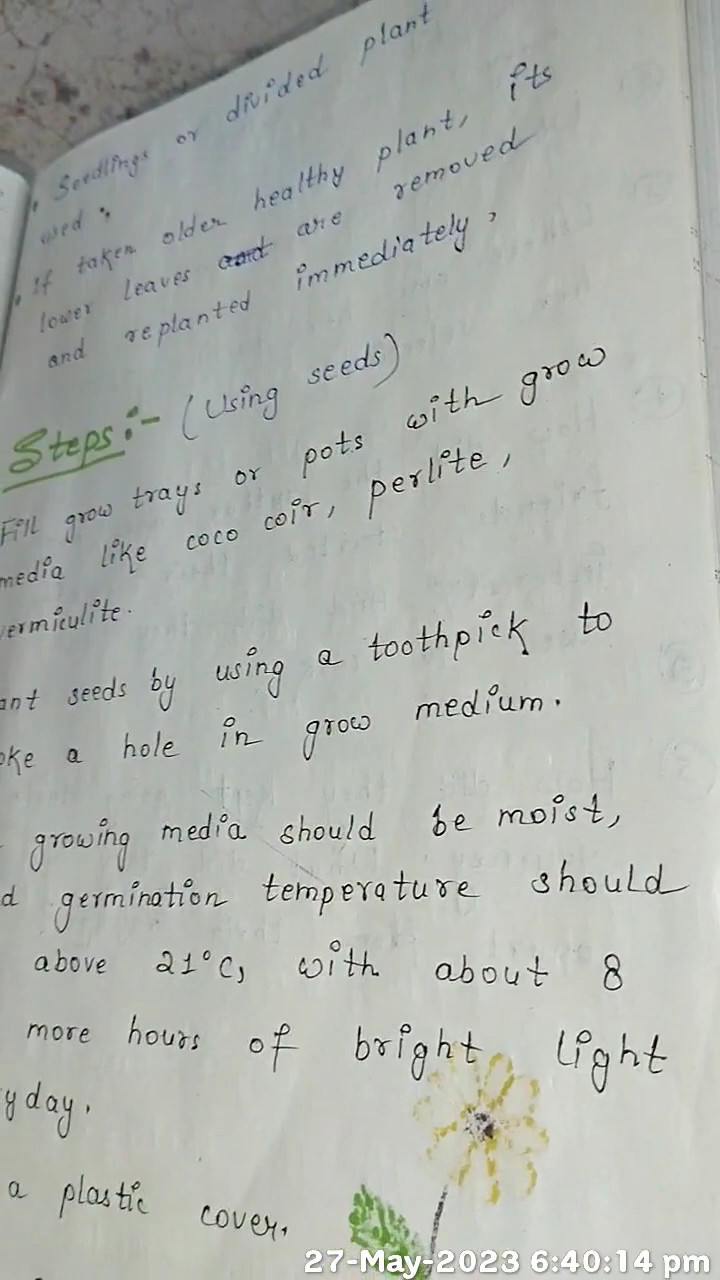 • Seedlings or divided plant
used.
• If taken older healthy plant, its
lower leaves are removed
and replanted immediately.
Steps:- (Using seeds)
Fill grow trays or pots with grow
media like coco coir, perlite,
ermiculite.
ant seeds by using a toothpick to
oke a hole in grow medium.
growing media should be moist,
d germination temperature should
above 21°C, with about 8
more hours of bright light
y day.
a plastic cover.
27-May-2023 6:40:14 pm